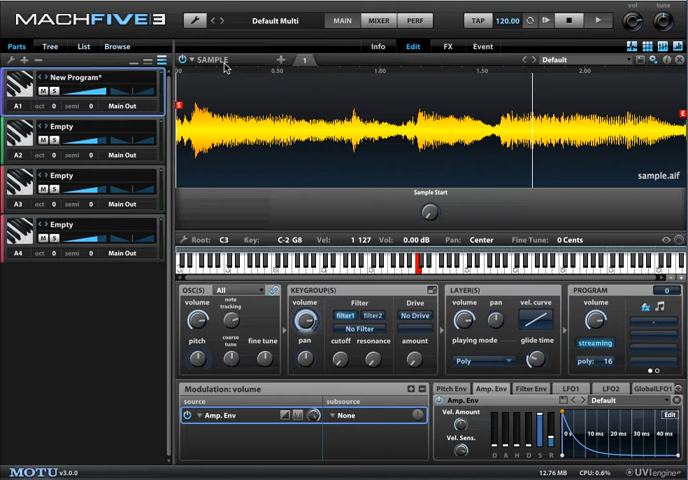 MACHFIVE 3
Default Multi
MAIN MIXER PERF
TAP 120.00
vol tune
Parts Tree List Browse
Info Edit FX Event
SAMPLE + 1 Default
.00 0.50 1.00 2.00
S
E
sample.aif
Sample Start
New Program*
M S
A1 oct 0 semi 0 Main Out
Empty
M S
A2 oct 0 semi 0 Main Out
Empty
M S
A3 oct 0 semi 0 Main Out
Empty
M S
A4 oct 0 semi 0 Main Out
Root: C3 Key: C-2 G8 Vel: 1 127 Vol: 0.00 dB Pan: Center Fine Tune: 0 Cents
OSC(S) All
volume note tracking
pitch coarse tune fine tune
KEYGROUP(S)
volume Filter Drive
filter1 filter2 No Drive
No Filter
pan cutoff resonance amount
LAYER(S)
volume pan vel. curve
playing mode glide time
Poly
PROGRAM 0
volume fx
streaming
poly: 16
Modulation: volume
source subsource
Amp. Env None
Pitch Env Amp. Env Filter Env LFO1 LFO2 GlobalLFO1
Amp. Env Default
Vel. Amount
Vel. Sens.
D A H D S R
Edit
0 s 10 ms 20 ms 30 ms 40 ms
MOTU v3.0.0
12.76 MB CPU: 0.6% UVI engine